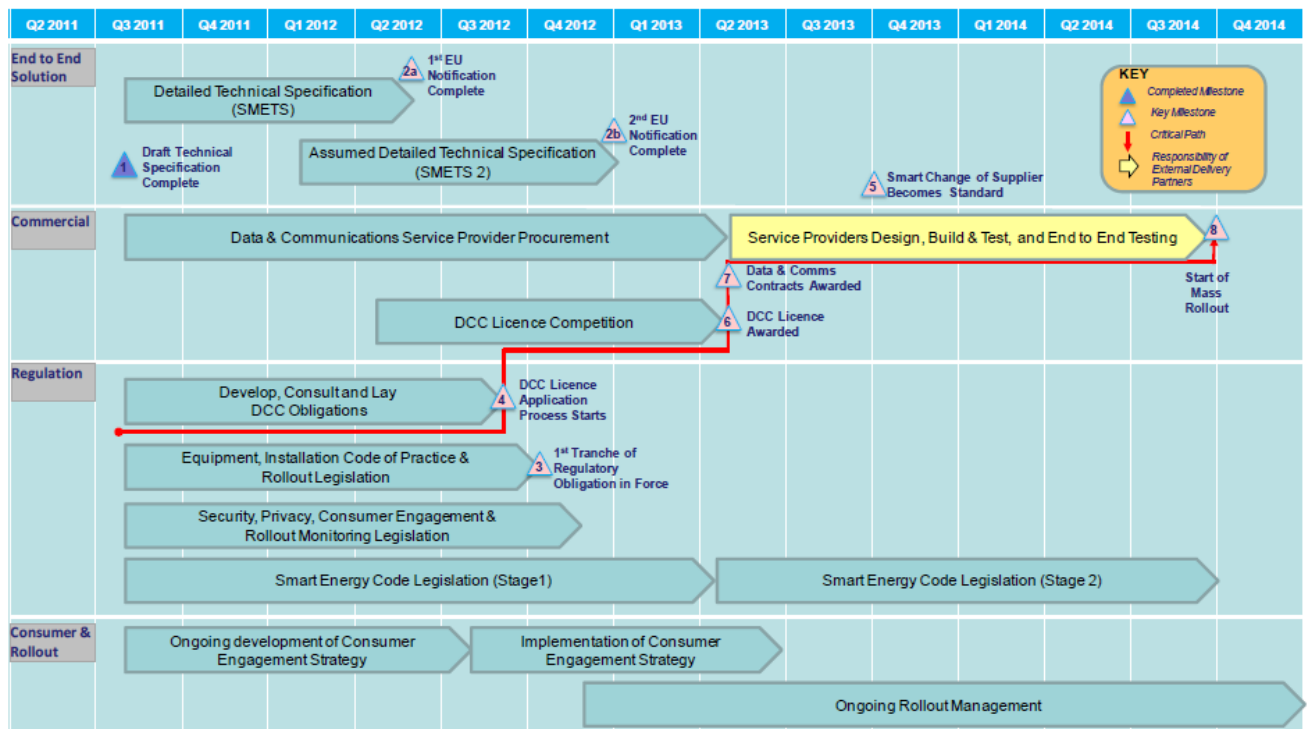 Q2 2011 Q3 2011 Q4 2011 Q1 2012 Q2 2012 Q3 2012 Q4 2012 Q1 2013 Q2 2013 Q3 2013 Q4 2013 Q1 2014 Q2 2014 Q3 2014 Q4 2014
End to End
Solution
Detailed Technical Specification
(SMETS)
2a
1st EU
Notification
Complete
1
Draft Technical
Specification
Complete
Assumed Detailed Technical Specification
(SMETS 2)
2b
2nd EU
Notification
Complete
5
Smart Change of Supplier
Becomes Standard
KEY
Completed Milestone
Key Milestone
Critical Path
Responsibility of
External Delivery
Partners
Commercial
Data & Communications Service Provider Procurement
Service Providers Design, Build & Test, and End to End Testing
8
Start of
Mass
Rollout
7
Data & Comms
Contracts Awarded
DCC Licence Competition
6
DCC Licence
Awarded
Regulation
Develop, Consult and Lay
DCC Obligations
4
DCC Licence
Application
Process Starts
Equipment, Installation Code of Practice &
Rollout Legislation
3
1st Tranche of
Regulatory
Obligation in Force
Security, Privacy, Consumer Engagement &
Rollout Monitoring Legislation
Smart Energy Code Legislation (Stage1)
Smart Energy Code Legislation (Stage 2)
Consumer &
Rollout
Ongoing development of Consumer
Engagement Strategy
Implementation of Consumer
Engagement Strategy
Ongoing Rollout Management